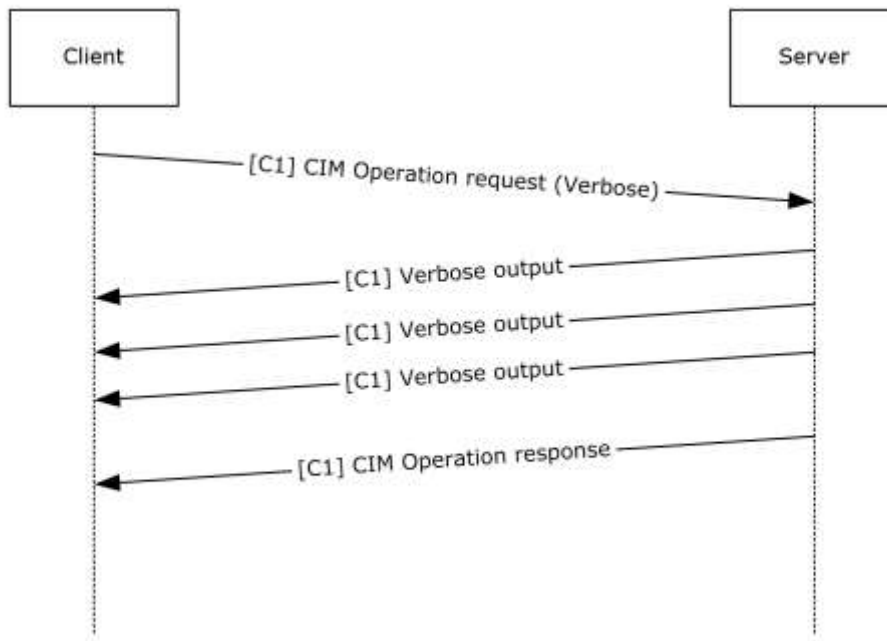 Client
Server
[C1] CIM Operation request (Verbose)
[C1] Verbose output
[C1] Verbose output
[C1] Verbose output
[C1] CIM Operation response